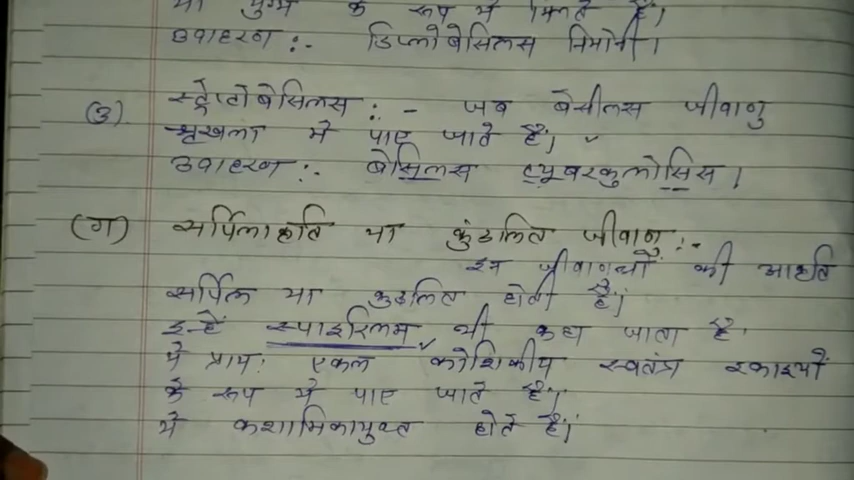 या युग्म के रूप में मिलते हैं।
उदाहरण :- डिप्लोबेसिलस निमोनी।
(3) स्ट्रेप्टोबेसिलस :- जब बेसीलस जीवाणु
श्रृखला में पाए जाते हैं।
उदाहरण :- बेसिलस ट्यूबरकुलोसिस।
(ग) सर्पिलाकृति या कुंडलित जीवाणु :-
इन जीवाणुओं की आकृति
सर्पिल या कुडलित होती है।
इन्हें स्पाइरिलम भी कहा जाता है।
ये प्राय: एकल कोशिकीय स्वतंत्र इकाइयों
के रूप में पाए जाते हैं।
ये कशाभिकायुक्त होते हैं।